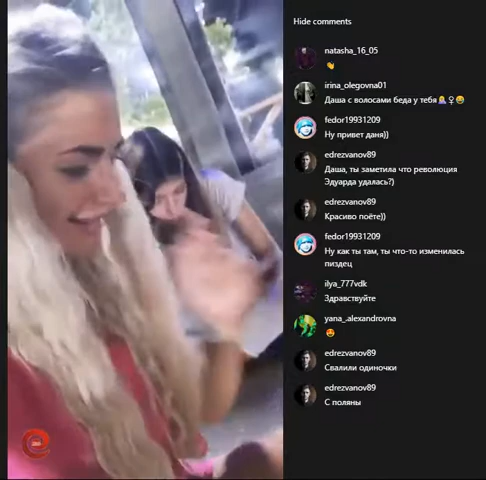 Hide comments
natasha_16_05
👏
irina_olegovna01
Даша с волосами беда у тебя🤷‍♀️😂
fedor19931209
Ну привет даня))
edrezvanov89
Даша, ты заметила что революция
Эдуарда удалась?)
edrezvanov89
Красиво поёте))
fedor19931209
Ну как ты там, ты что-то изменилась
пиздец
ilya_777vdk
Здравствуйте
yana_.alexandrovna
😍
edrezvanov89
Свалили одиночки
edrezvanov89
С поляны